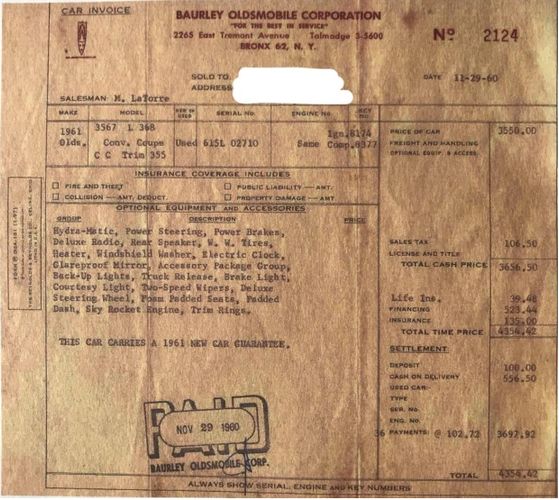 CAR INVOICE
BAURLEY OLDSMOBILE CORPORATION
"FOR THE BEST IN SERVICE"
2265 East Tremont Avenue Talmadge 3-5600
BRONX 62, N. Y.
No 2124
SOLD TO
ADDRESS
DATE 11-29-60
SALESMAN M. LaTorre
MAKE MODEL NEW OR USED SERIAL No. ENGINE No. KEY No.
1961 3567 L 368 Ign.8174
Olds. Conv. Coupe Used 615L 02710 Same Comp.8377
C C Trim 355
PRICE OF CAR 3550.00
FREIGHT AND HANDLING
OPTIONAL EQUIP. & ACCESS.
INSURANCE COVERAGE INCLUDES
FIRE AND THEFT PUBLIC LIABILITY — AMT.
COLLISION — AMT. DEDUCT. PROPERTY DAMAGE — AMT
OPTIONAL EQUIPMENT AND ACCESSORIES
GROUP DESCRIPTION PRICE
Hydra-Matic, Power Steering, Power Brakes,
Deluxe Radio, Rear Speaker, W. W. Tires,
Heater, Windshield Washer, Electric Clock,
Glareproof Mirror, Accessory Package Group,
Back-Up Lights, Truck Release, Brake Light,
Courtesy Light, Two-Speed Wipers, Deluxe
Steering Wheel, Foam Padded Seats, Padded
Dash, Sky Rocket Engine, Trim Rings.
THIS CAR CARRIES A 1961 NEW CAR GUARANTEE.
SALES TAX 106.50
LICENSE AND TITLE
TOTAL CASH PRICE 3656.50
Life Ins. 39.48
FINANCING 523.44
INSURANCE 135.00
TOTAL TIME PRICE 4354.42
SETTLEMENT
DEPOSIT 100.00
CASH ON DELIVERY 556.50
USED CAR:-
TYPE
SER. No.
ENG. No.
36 PAYMENTS: @ 102.72 3697.92
TOTAL 4354.42
PAID
NOV 29 1960
BAURLEY OLDSMOBILE CORP.
ALWAYS SHOW SERIAL, ENGINE AND KEY NUMBERS